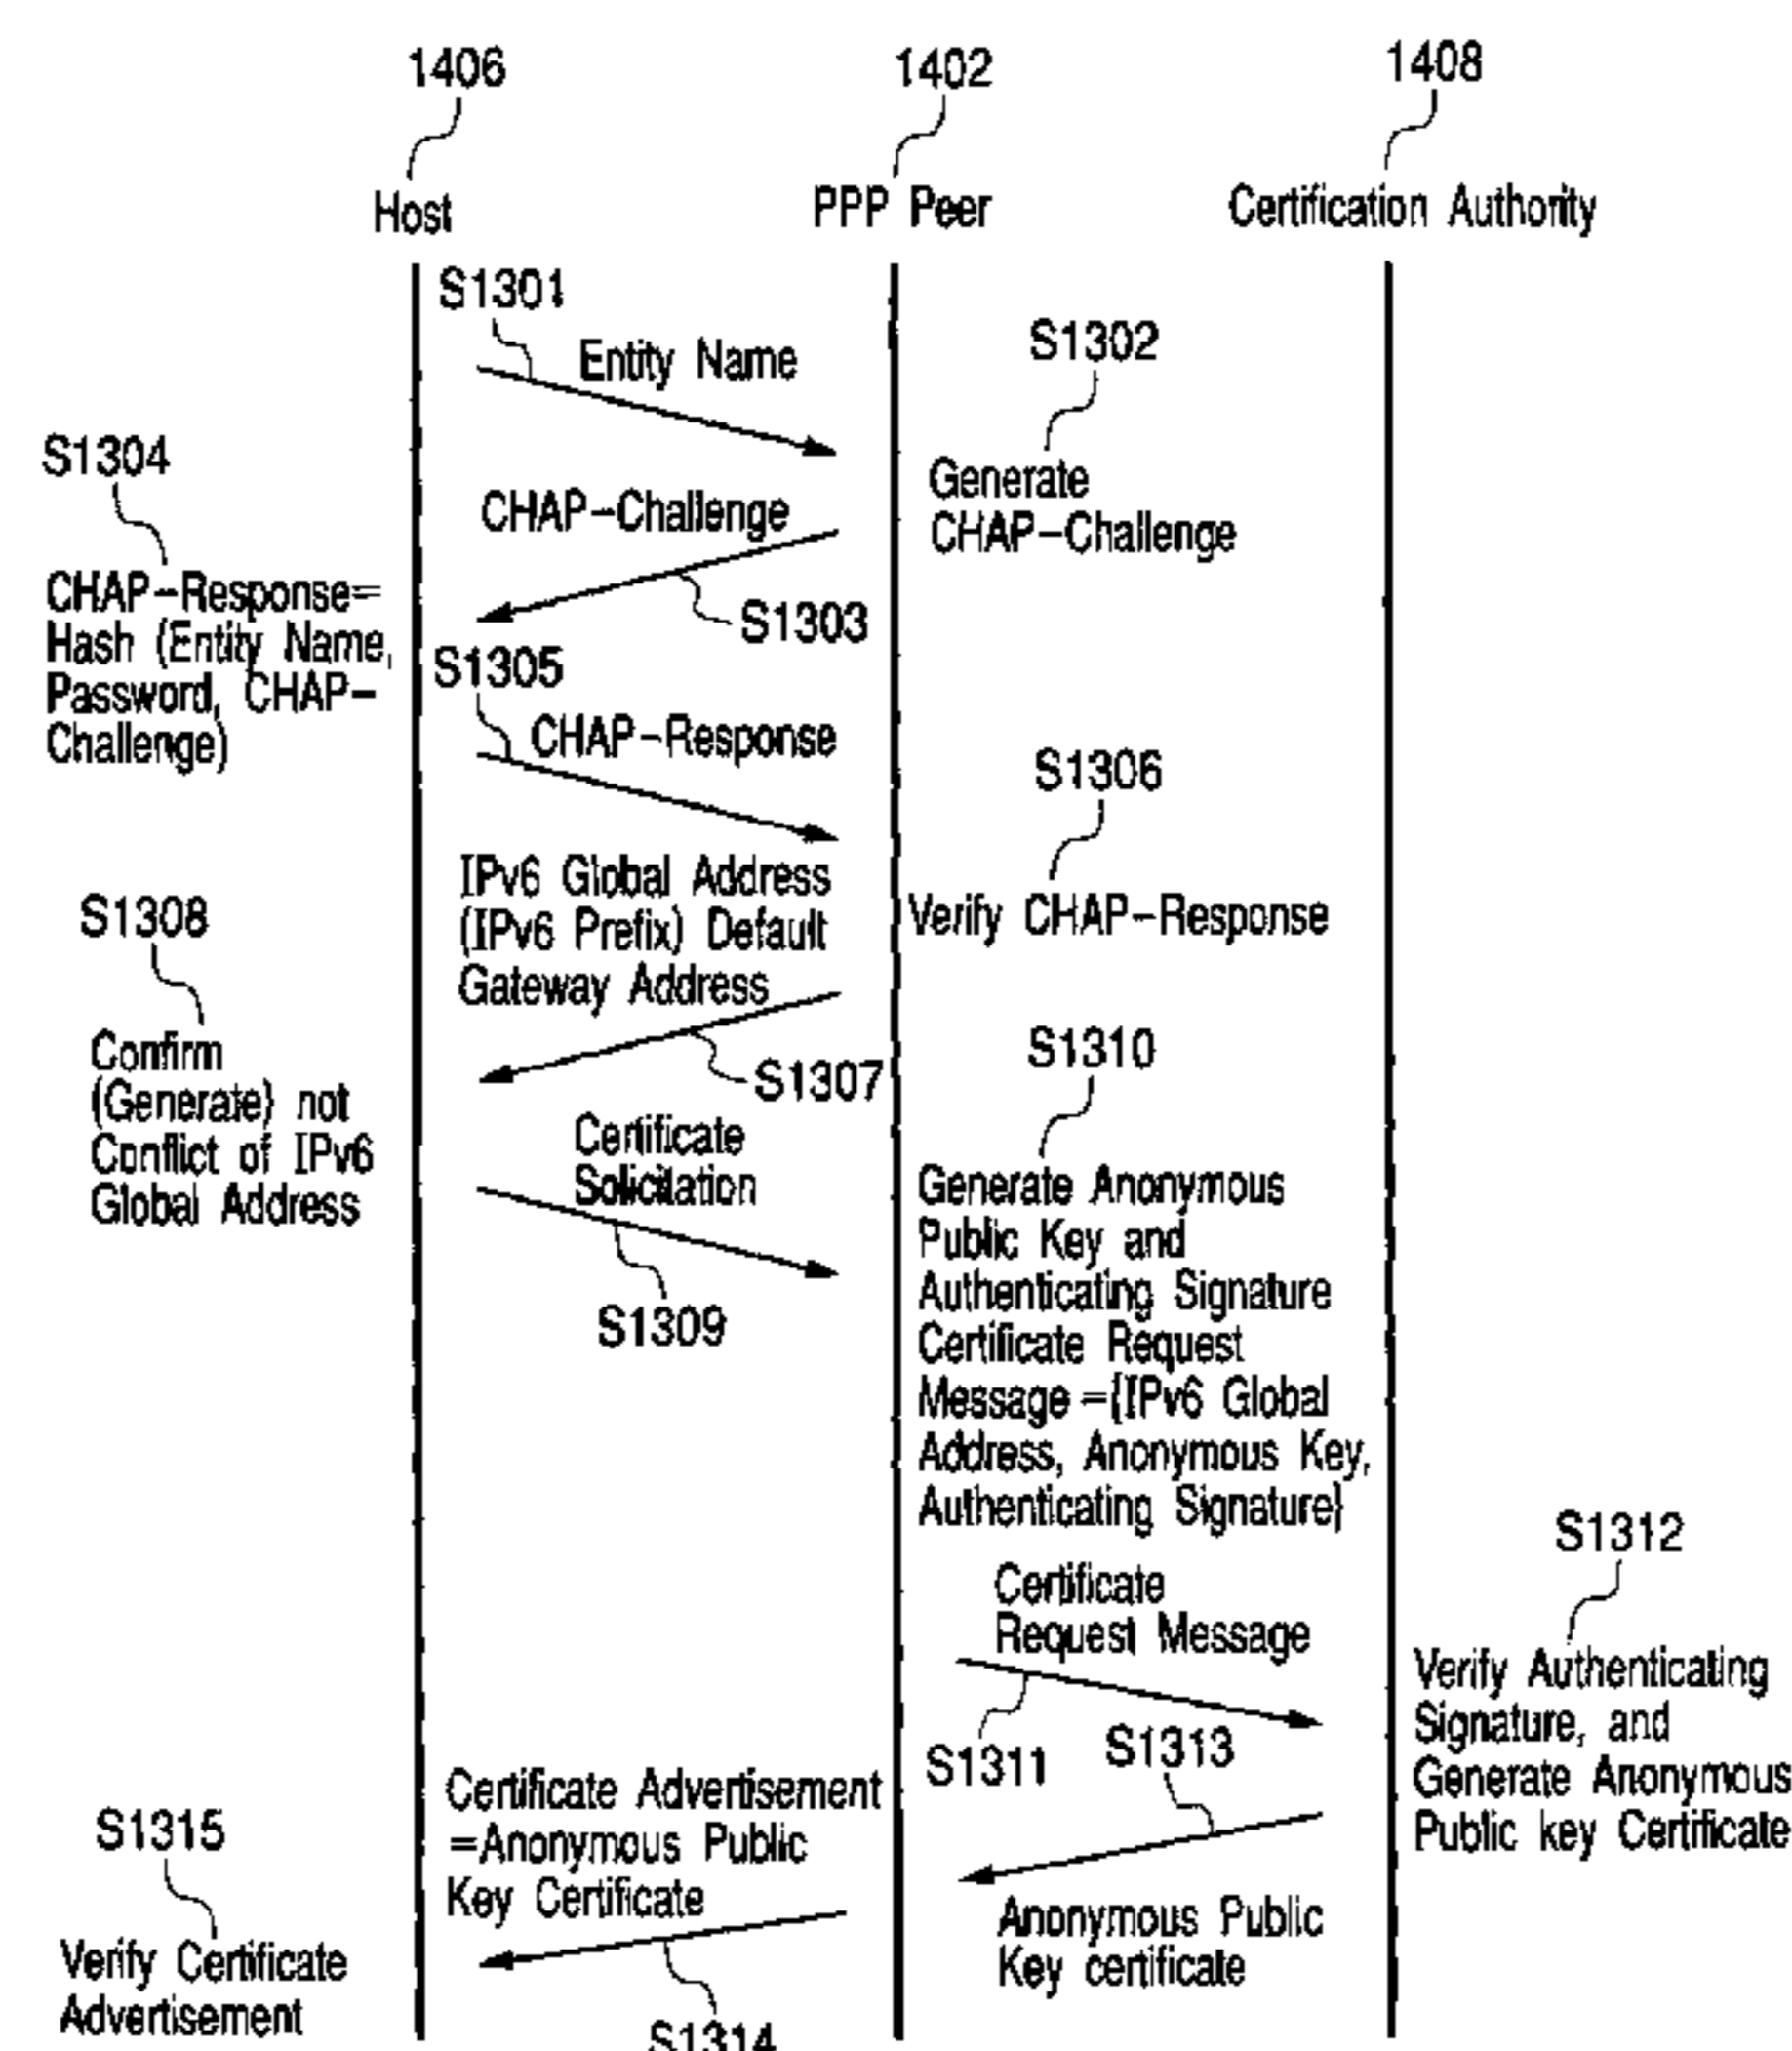 1406
1402
1408
Host
PPP Peer
Certification Authority
S1301
Entity Name
S1302
Generate
CHAP-Challenge
S1304
CHAP-Challenge
S1303
CHAP-Response=
Hash (Entity Name,
Password, CHAP-
Challenge)
S1305
CHAP-Response
S1306
Verify CHAP-Response
IPv6 Global Address
(IPv6 Prefix) Default
Gateway Address
S1307
S1308
Confirm
(Generate) not
Conflict of IPv6
Global Address
Certificate
Solicitation
S1309
S1310
Generate Anonymous
Public Key and
Authenticating Signature
Certificate Request
Message={IPv6 Global
Address, Anonymous Key,
Authenticating Signature}
Certificate
Request Message
S1311
S1312
Verify Authenticating
Signature, and
Generate Anonymous
Public key Certificate
S1313
Anonymous Public
Key certificate
Certificate Advertisement
=Anonymous Public
Key Certificate
S1314
S1315
Verify Certificate
Advertisement